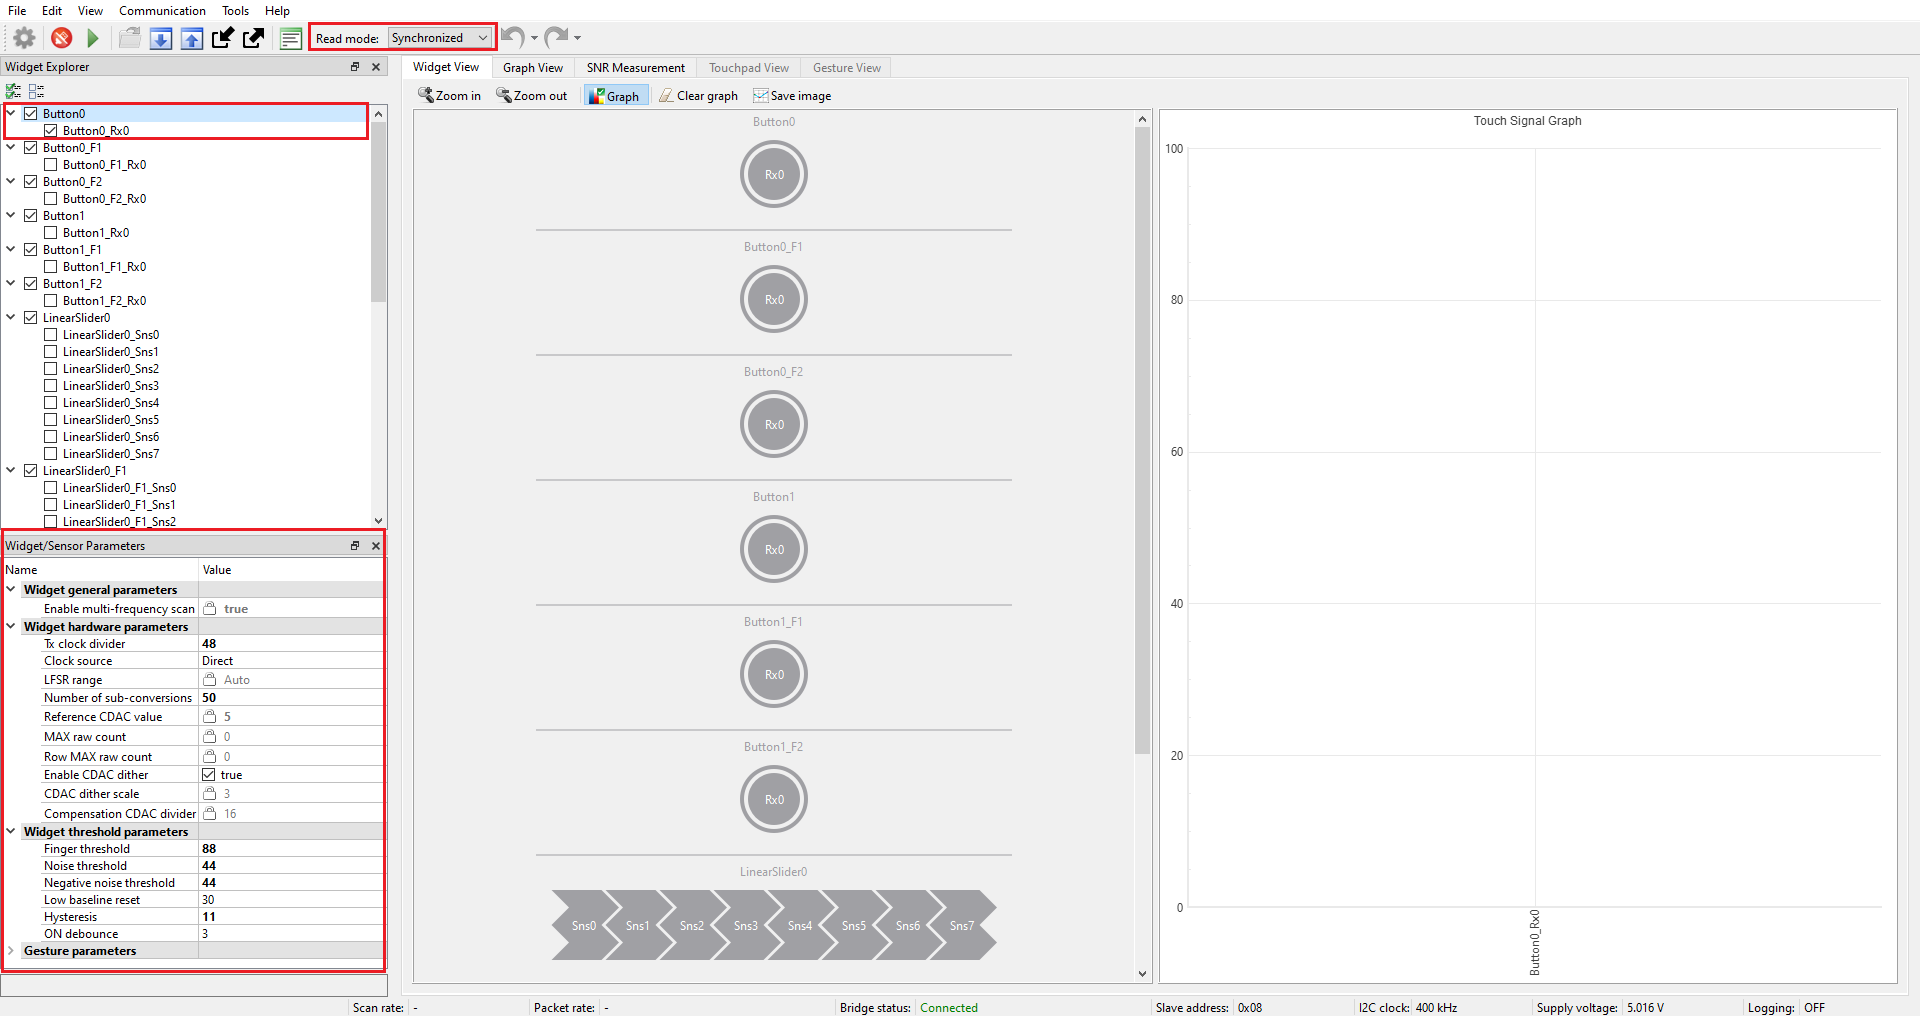 File Edit View Communication Tools Help
Read mode: Synchronized
Widget Explorer
Button0
Button0_Rx0
Button0_F1
Button0_F1_Rx0
Button0_F2
Button0_F2_Rx0
Button1
Button1_Rx0
Button1_F1
Button1_F1_Rx0
Button1_F2
Button1_F2_Rx0
LinearSlider0
LinearSlider0_Sns0
LinearSlider0_Sns1
LinearSlider0_Sns2
LinearSlider0_Sns3
LinearSlider0_Sns4
LinearSlider0_Sns5
LinearSlider0_Sns6
LinearSlider0_Sns7
LinearSlider0_F1
LinearSlider0_F1_Sns0
LinearSlider0_F1_Sns1
LinearSlider0_F1_Sns2
Widget/Sensor Parameters
Name Value
Widget general parameters
Enable multi-frequency scan true
Widget hardware parameters
Tx clock divider 48
Clock source Direct
LFSR range Auto
Number of sub-conversions 50
Reference CDAC value 5
MAX raw count 0
Row MAX raw count 0
Enable CDAC dither true
CDAC dither scale 3
Compensation CDAC divider 16
Widget threshold parameters
Finger threshold 88
Noise threshold 44
Negative noise threshold 44
Low baseline reset 30
Hysteresis 11
ON debounce 3
Gesture parameters
Widget View Graph View SNR Measurement Touchpad View Gesture View
Zoom in Zoom out Graph Clear graph Save image
Button0
Rx0
Button0_F1
Rx0
Button0_F2
Rx0
Button1
Rx0
Button1_F1
Rx0
Button1_F2
Rx0
LinearSlider0
Sns0 Sns1 Sns2 Sns3 Sns4 Sns5 Sns6 Sns7
Touch Signal Graph
100
80
60
40
20
0
Button0_Rx0
Scan rate: - Packet rate: - Bridge status: Connected Slave address: 0x08 I2C clock: 400 kHz Supply voltage: 5.016 V Logging: OFF